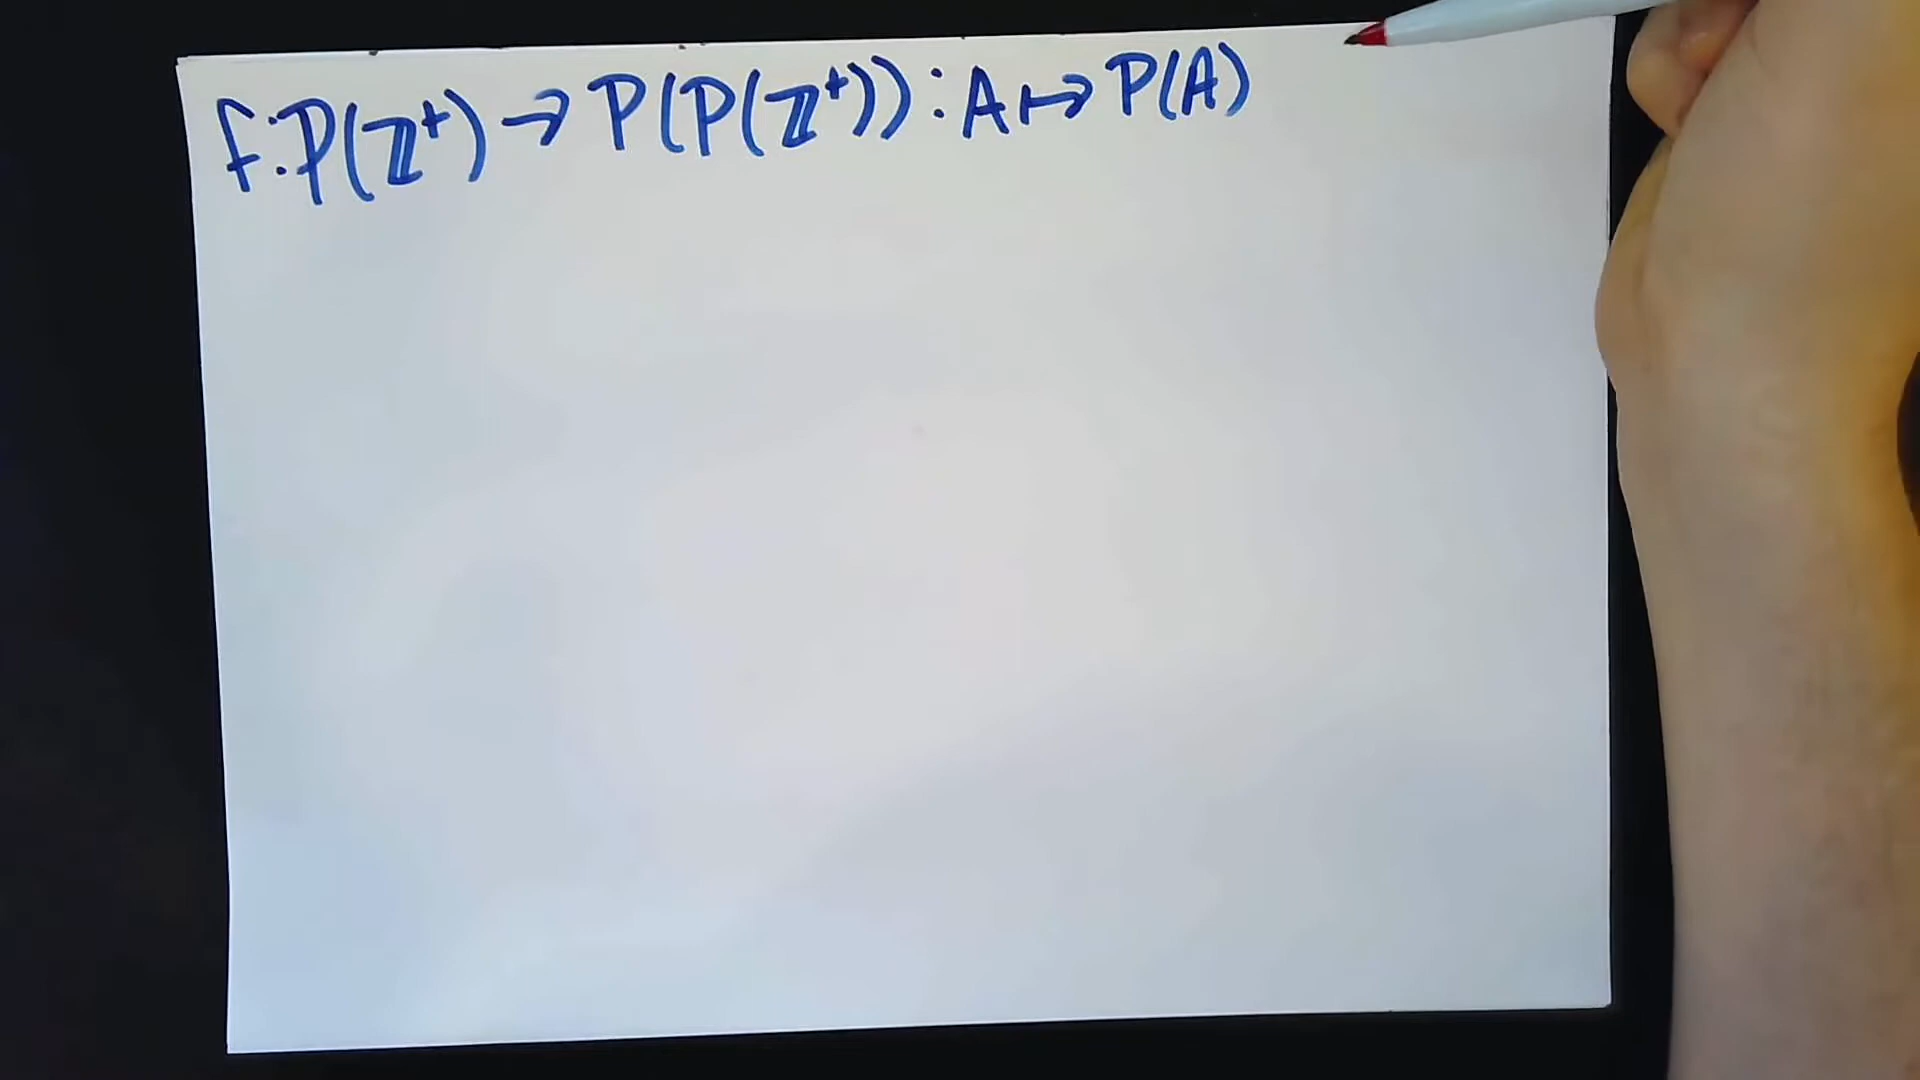 f:P(ℤ⁺) → P(P(ℤ⁺)) : A ↦ P(A)